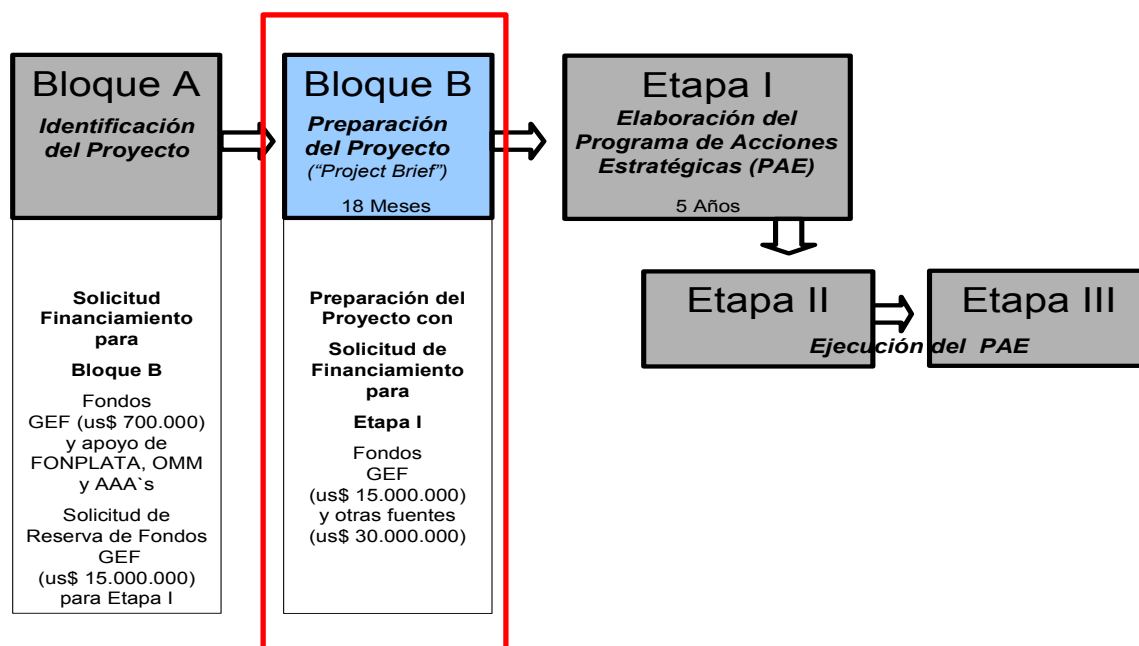 Bloque A
Identificación
del Proyecto
Solicitud
Financiamiento
para
Bloque B
Fondos
GEF (us$ 700.000)
y apoyo de
FONPLATA, OMM
y AAA`s
Solicitud de
Reserva de Fondos
GEF
(us$ 15.000.000)
para Etapa I
Bloque B
Preparación
del Proyecto
(“Project Brief”)
18 Meses
Preparación del
Proyecto con
Solicitud de
Financiamiento
para
Etapa I
Fondos
GEF
(us$ 15.000.000)
y otras fuentes
(us$ 30.000.000)
Etapa I
Elaboración del
Programa de Acciones
Estratégicas (PAE)
5 Años
Etapa II
Etapa III
Ejecución del PAE